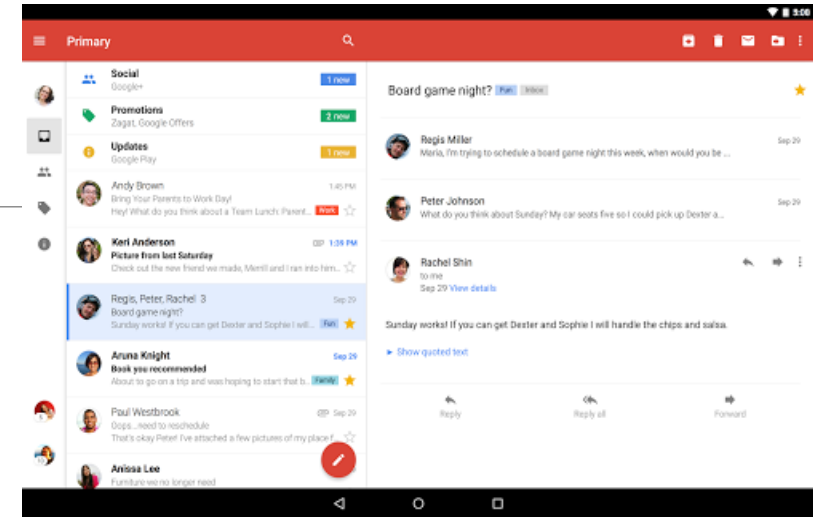 3:00
Primary
Social
1 new
Google+
Promotions
2 new
Zagat, Google Offers
Updates
1 new
Google Play
Andy Brown
1:45 PM
Bring Your Parents to Work Day!
Hey! What do you think about a Team Lunch: Parent... Work
Keri Anderson
1:39 PM
Picture from last Saturday
Check out the new friend we made, Merrill and I ran into him...
Regis, Peter, Rachel 3
Sep 29
Board game night?
Sunday works! If you can get Dexter and Sophie I will... Fun
Aruna Knight
Sep 29
Book you recommended
About to go on a trip and was hoping to start that b... Family
Paul Westbrook
Sep 29
Oops...need to reschedule
That's okay Peter! I've attached a few pictures of my place f...
Anissa Lee
Furniture we no longer need
Board game night? Fun Inbox
Regis Miller
Sep 29
Maria, I'm trying to schedule a board game night this week, when would you be ...
Peter Johnson
Sep 29
What do you think about Sunday? My car seats five so I could pick up Dexter a...
Rachel Shin
to me
Sep 29 View details
Sunday works! If you can get Dexter and Sophie I will handle the chips and salsa.
Show quoted text
Reply
Reply all
Forward